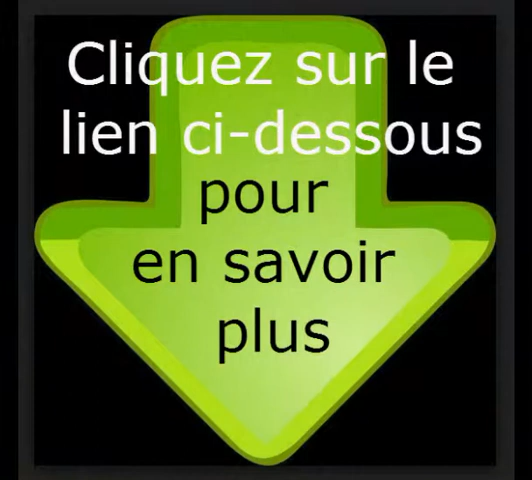 Cliquez sur le
lien ci-dessous
pour
en savoir
plus